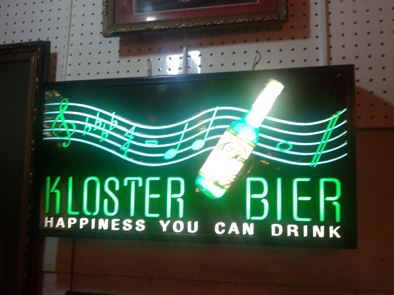 KLOSTER BIER
HAPPINESS YOU CAN DRINK